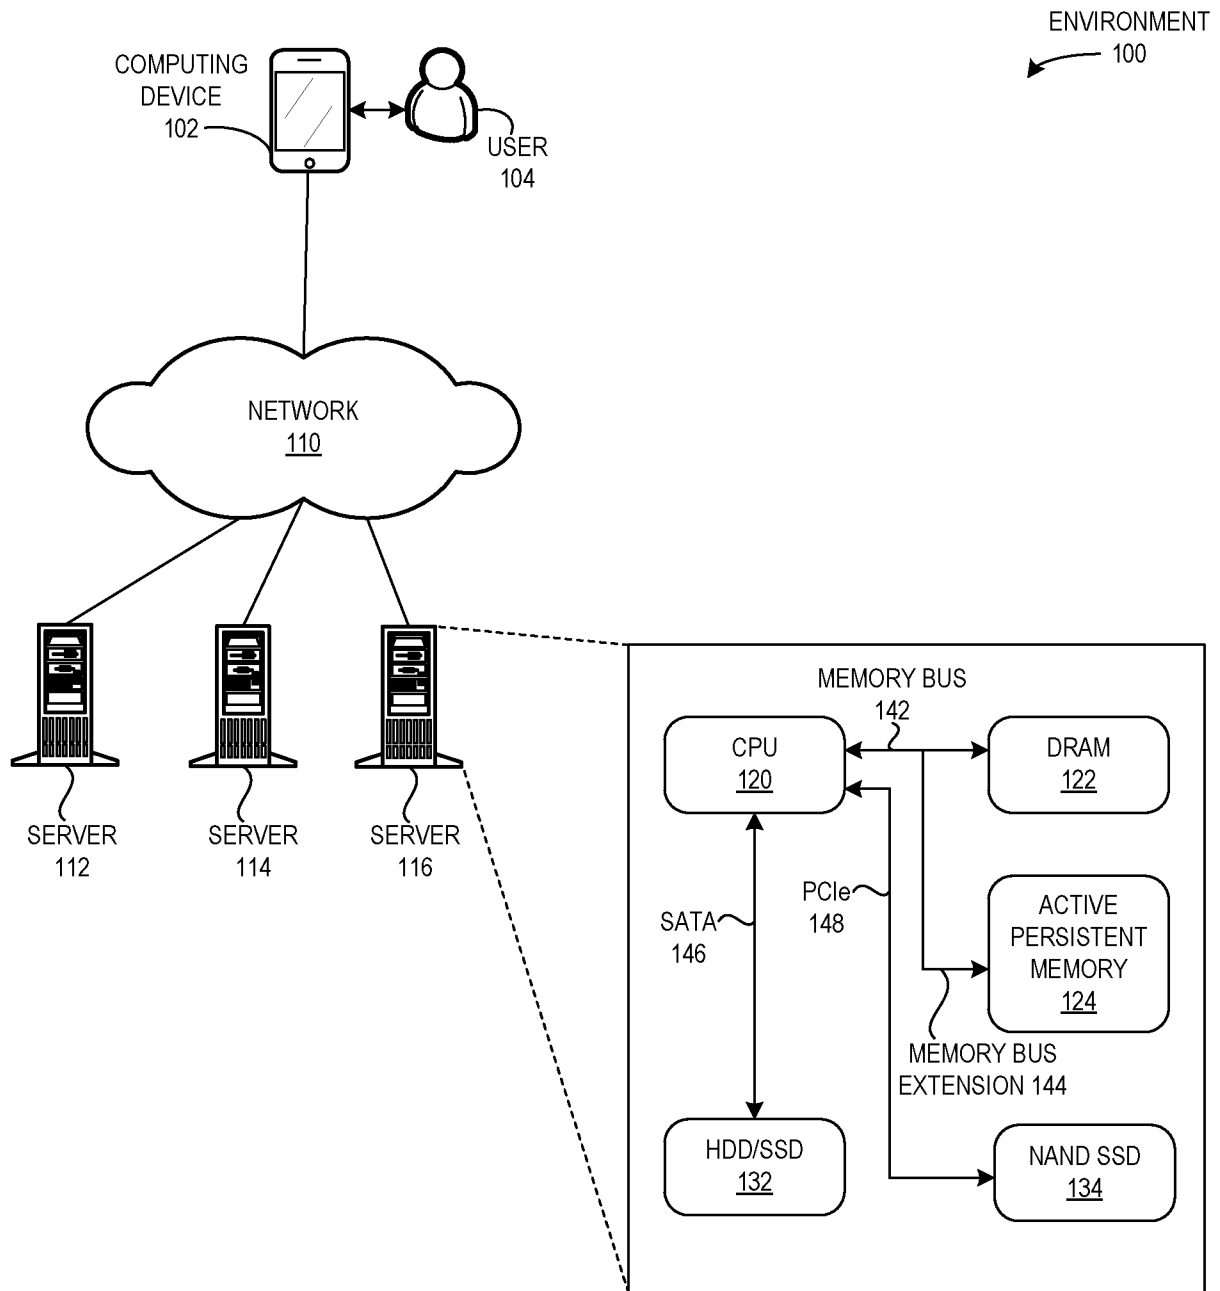 ENVIRONMENT
100
COMPUTING
DEVICE
102
USER
104
NETWORK
110
SERVER
112
SERVER
114
SERVER
116
MEMORY BUS
142
CPU
120
DRAM
122
PCIe
148
SATA
146
ACTIVE
PERSISTENT
MEMORY
124
MEMORY BUS
EXTENSION 144
HDD/SSD
132
NAND SSD
134